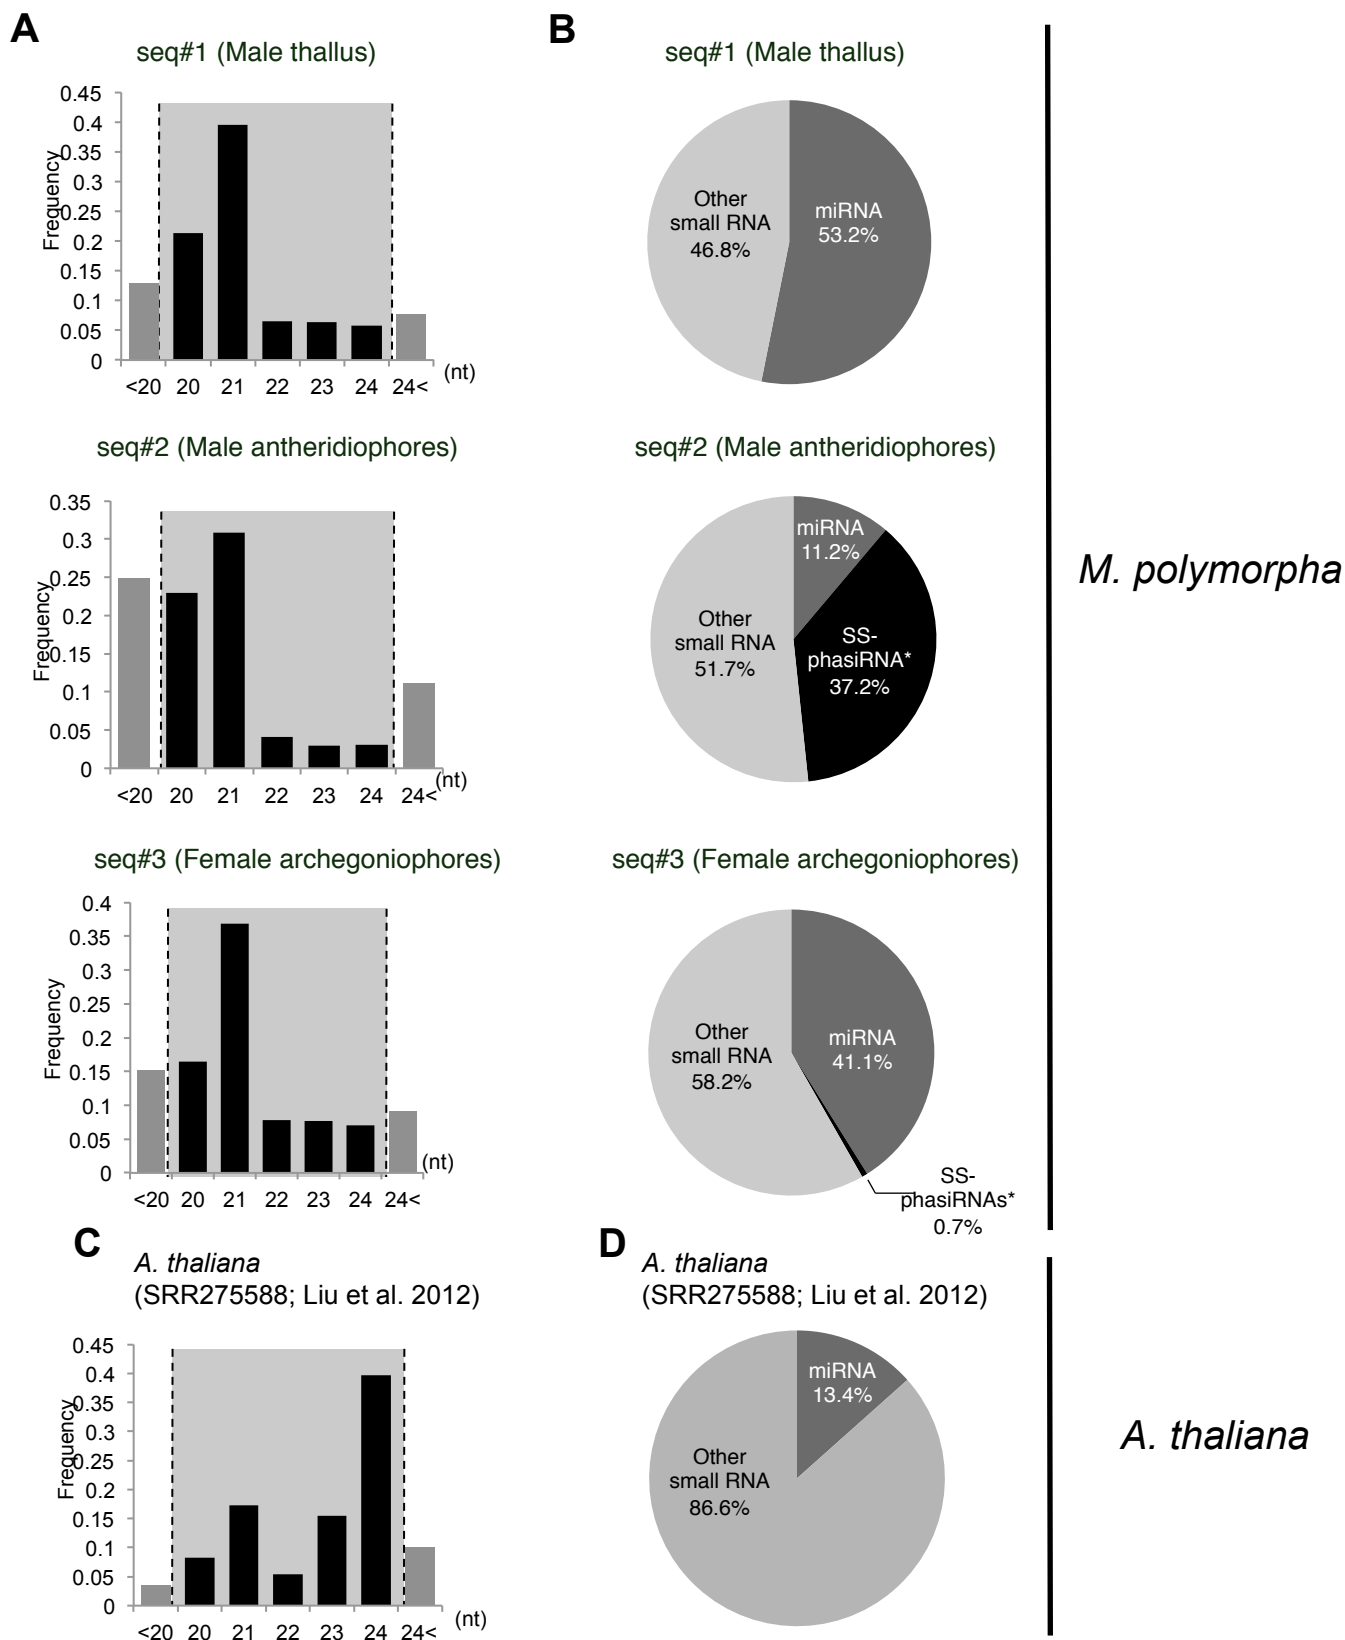 A
seq#1 (Male thallus)
0.45
0.4
0.35
0.3
0.25
0.2
0.15
0.1
0.05
0
Frequency
<20 20 21 22 23 24 24<
(nt)
seq#2 (Male antheridiophores)
0.35
0.3
0.25
0.2
0.15
0.1
0.05
0
Frequency
<20 20 21 22 23 24 24<
(nt)
seq#3 (Female archegoniophores)
0.4
0.35
0.3
0.25
0.2
0.15
0.1
0.05
0
Frequency
<20 20 21 22 23 24 24<
(nt)
B
seq#1 (Male thallus)
Other
small RNA
46.8%
miRNA
53.2%
seq#2 (Male antheridiophores)
miRNA
11.2%
Other
small RNA
51.7%
SS-
phasiRNA*
37.2%
seq#3 (Female archegoniophores)
Other
small RNA
58.2%
miRNA
41.1%
SS-
phasiRNAs*
0.7%
M. polymorpha
C
A. thaliana
(SRR275588; Liu et al. 2012)
0.45
0.4
0.35
0.3
0.25
0.2
0.15
0.1
0.05
0
Frequency
<20 20 21 22 23 24 24<
(nt)
D
A. thaliana
(SRR275588; Liu et al. 2012)
miRNA
13.4%
Other
small RNA
86.6%
A. thaliana